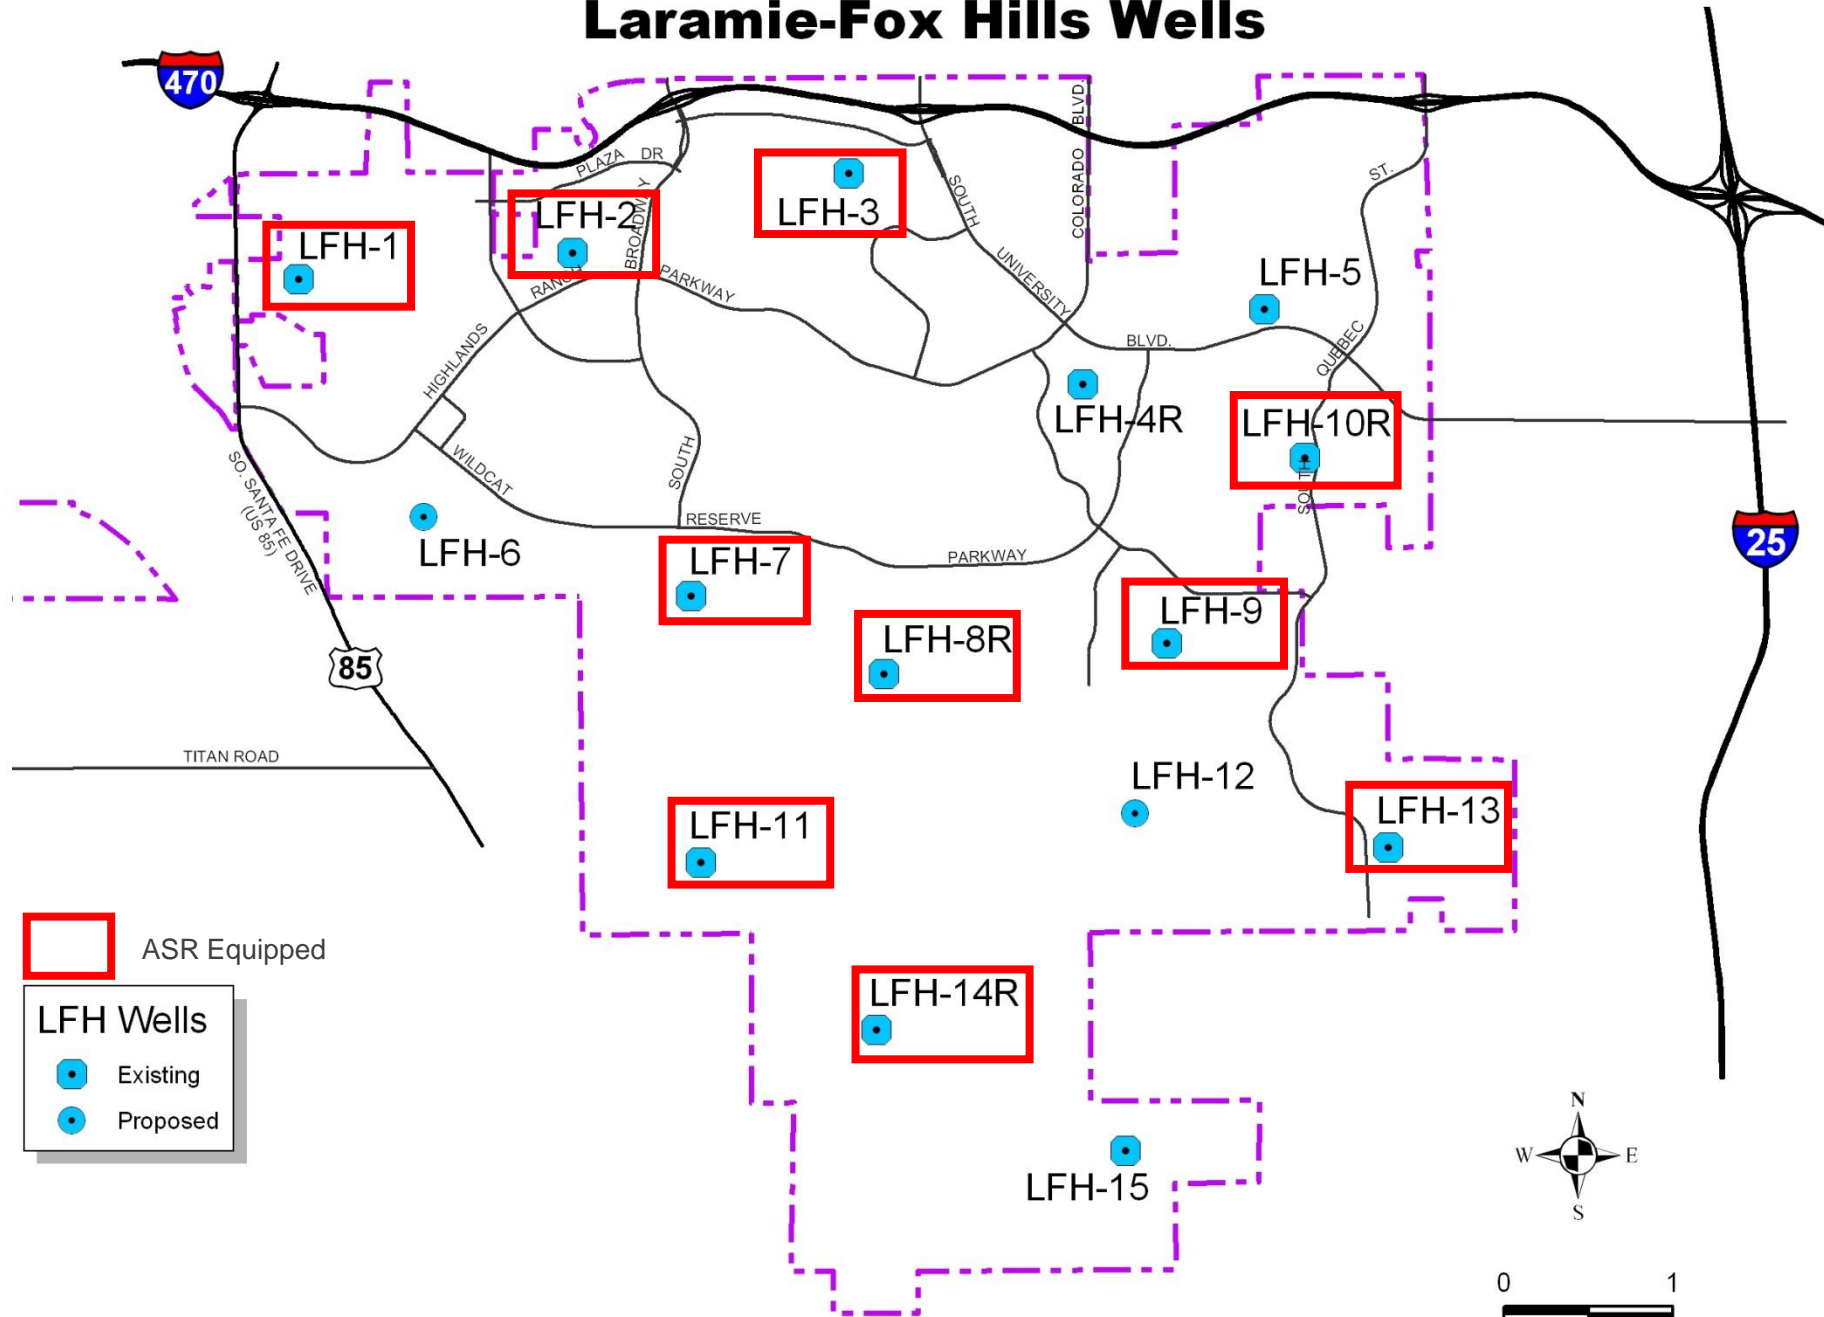 Laramie-Fox Hills Wells
470
PLAZA DR
BROADWAY
SOUTH
COLORADO BLVD.
ST.
LFH-1
LFH-2
LFH-3
RANCH
PARKWAY
UNIVERSITY
LFH-5
BLVD.
QUEBEC
HIGHLANDS
LFH-4R
LFH-10R
SOUTH
SO. SANTA FE DRIVE
(US 85)
WILDCAT
SOUTH
RESERVE
PARKWAY
25
LFH-6
LFH-7
LFH-8R
LFH-9
85
TITAN ROAD
LFH-12
LFH-11
LFH-13
ASR Equipped
LFH-14R
LFH Wells
Existing
Proposed
LFH-15
N
W E
S
0 1